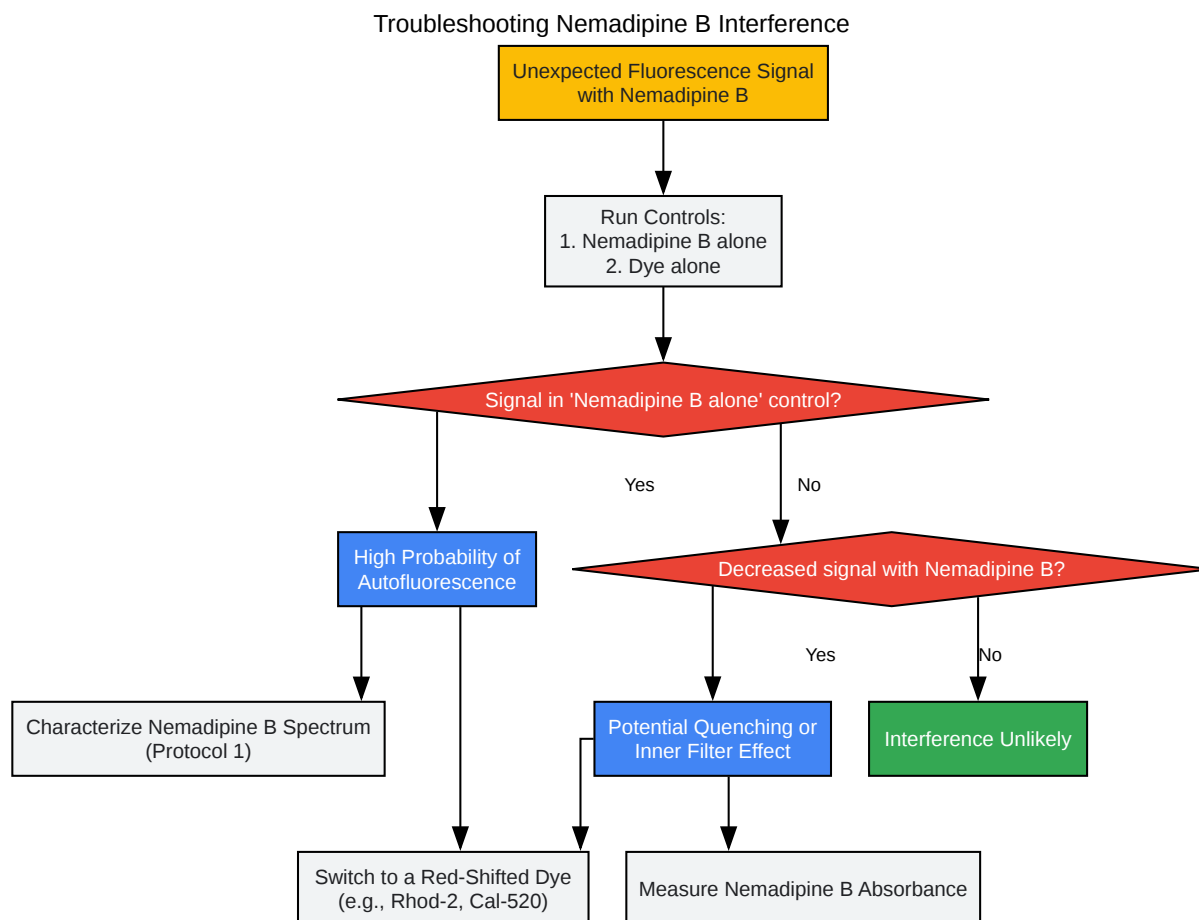 Troubleshooting Nemadipine B Interference
Unexpected Fluorescence Signal
with Nemadipine B
Run Controls:
1. Nemadipine B alone
2. Dye alone
Signal in 'Nemadipine B alone' control?
Yes
No
High Probability of
Autofluorescence
Decreased signal with Nemadipine B?
Yes
No
Characterize Nemadipine B Spectrum
(Protocol 1)
Potential Quenching or
Inner Filter Effect
Interference Unlikely
Switch to a Red-Shifted Dye
(e.g., Rhod-2, Cal-520)
Measure Nemadipine B Absorbance